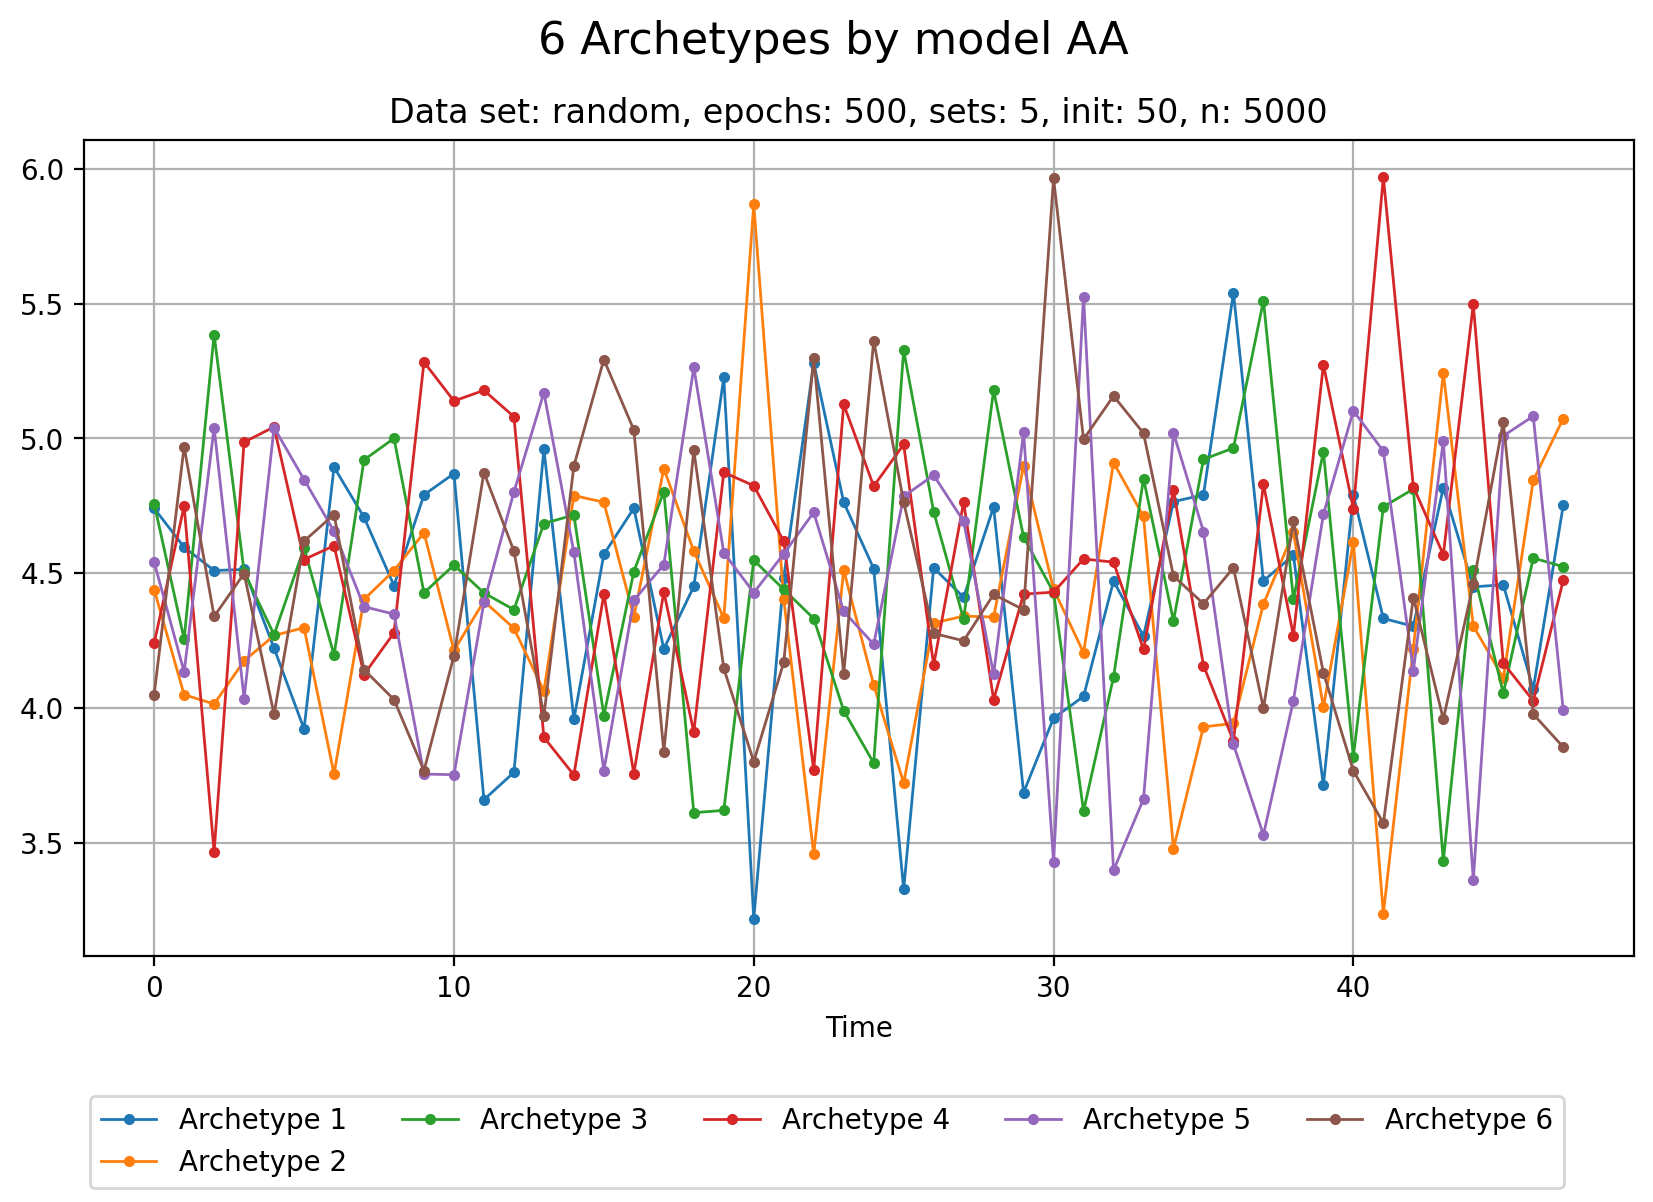 6 Archetypes by model AA
Data set: random, epochs: 500, sets: 5, init: 50, n: 5000
6.0
5.5
5.0
4.5
4.0
3.5
0 10 20 30 40
Time
Archetype 1 Archetype 3 Archetype 4 Archetype 5 Archetype 6
Archetype 2